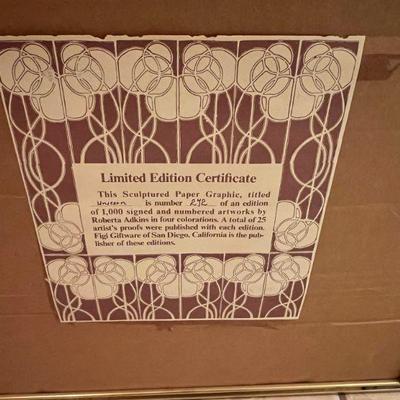 Limited Edition Certificate
This Sculptured Paper Graphic, titled
is number 292 of an edition
of 1,000 signed and numbered artworks by
Roberta Adkins in four colorations. A total of 25
artist's proofs were published with each edition.
Figi Giftware of San Diego, California is the pub-
lisher of these editions.